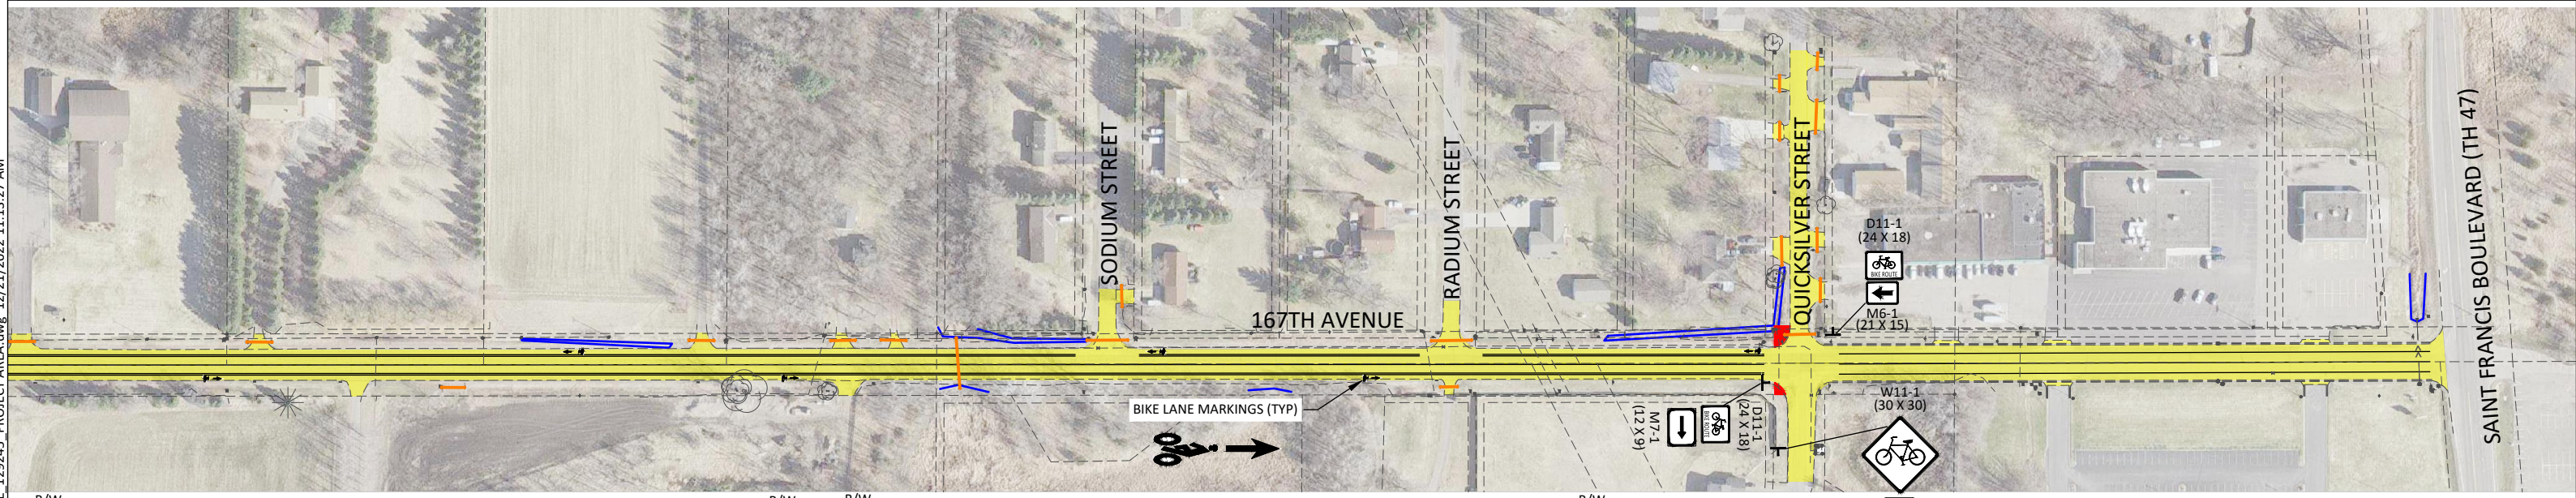 SODIUM STREET
RADIUM STREET
167TH AVENUE
QUICKSILVER STREET
D11-1
(24 X 18)
BIKE ROUTE
M6-1
(21 X 15)
SAINT FRANCIS BOULEVARD (TH 47)
BIKE LANE MARKINGS (TYP)
M7-1
(12 X 9)
BIKE ROUTE
D11-1
(24 X 18)
W11-1
(30 X 30)